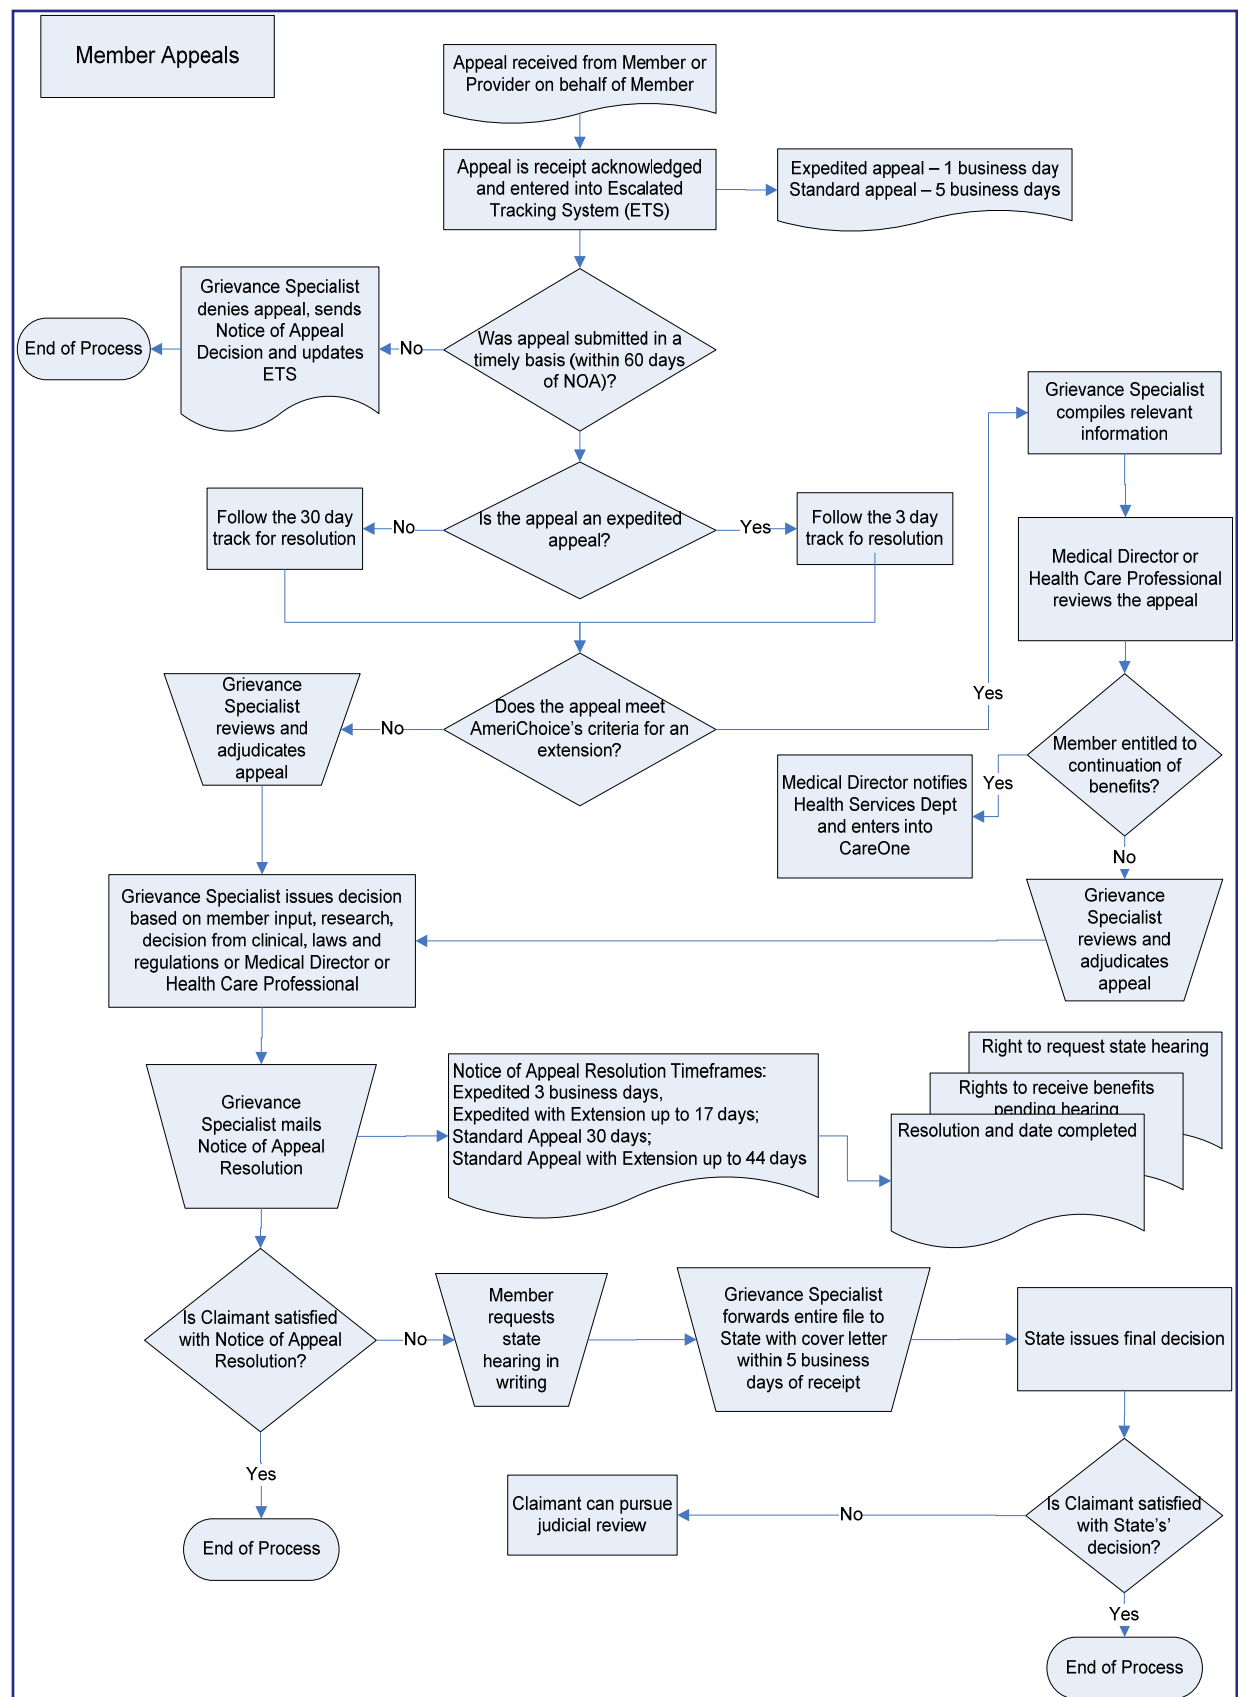 Member Appeals
Appeal received from Member or
Provider on behalf of Member
Appeal is receipt acknowledged
and entered into Escalated
Tracking System (ETS)
Expedited appeal – 1 business day
Standard appeal – 5 business days
Grievance Specialist
denies appeal, sends
Notice of Appeal
Decision and updates
ETS
End of Process
No
Was appeal submitted in a
timely basis (within 60 days
of NOA)?
Grievance Specialist
compiles relevant
information
Follow the 30 day
track for resolution
No
Is the appeal an expedited
appeal?
Yes
Follow the 3 day
track fo resolution
Medical Director or
Health Care Professional
reviews the appeal
Grievance
Specialist
reviews and
adjudicates
appeal
No
Does the appeal meet
AmeriChoice's criteria for an
extension?
Yes
Member entitled to
continuation of
benefits?
Yes
Medical Director notifies
Health Services Dept
and enters into
CareOne
No
Grievance
Specialist
reviews and
adjudicates
appeal
Grievance Specialist issues decision
based on member input, research,
decision from clinical, laws and
regulations or Medical Director or
Health Care Professional
Grievance
Specialist mails
Notice of Appeal
Resolution
Notice of Appeal Resolution Timeframes:
Expedited 3 business days,
Expedited with Extension up to 17 days;
Standard Appeal 30 days;
Standard Appeal with Extension up to 44 days
Right to request state hearing
Rights to receive benefits
pending hearing
Resolution and date completed
Is Claimant satisfied
with Notice of Appeal
Resolution?
No
Member
requests
state
hearing in
writing
Grievance Specialist
forwards entire file to
State with cover letter
within 5 business
days of receipt
State issues final decision
Yes
End of Process
Claimant can pursue
judicial review
No
Is Claimant satisfied
with State's'
decision?
Yes
End of Process